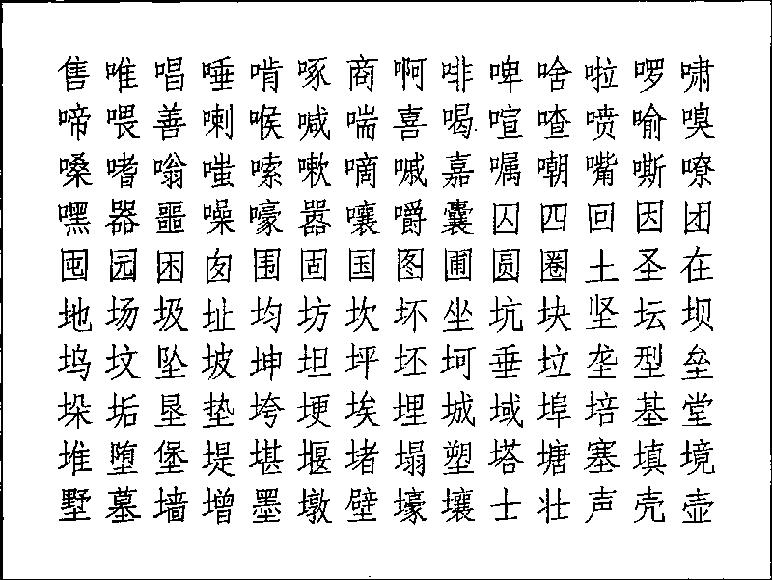 售唯唱唾啃啄商啊啡啤啥啦啰啸
啼喂善喇喉喊喘喜喝喧喳喷喻嗅
嗓嗜嗡嗤嗦嗽嘀嘁嘉嘱嘲嘴嘶嘹
嘿器噩噪嚎嚣嚷嚼囊囚四回因团
囤园困囱围固国图圃圆圈土圣在
地场圾址均坊坎坏坐坑块坚坛坝
坞坟坠坡坤坦坪坯坷垂垃垄型垒
垛垢垦垫垮埂埃埋城域埠培基堂
堆堕堡堤堪堰堵塌塑塔塘塞填境
墅墓墙增墨墩壁壕壤士壮声壳壶